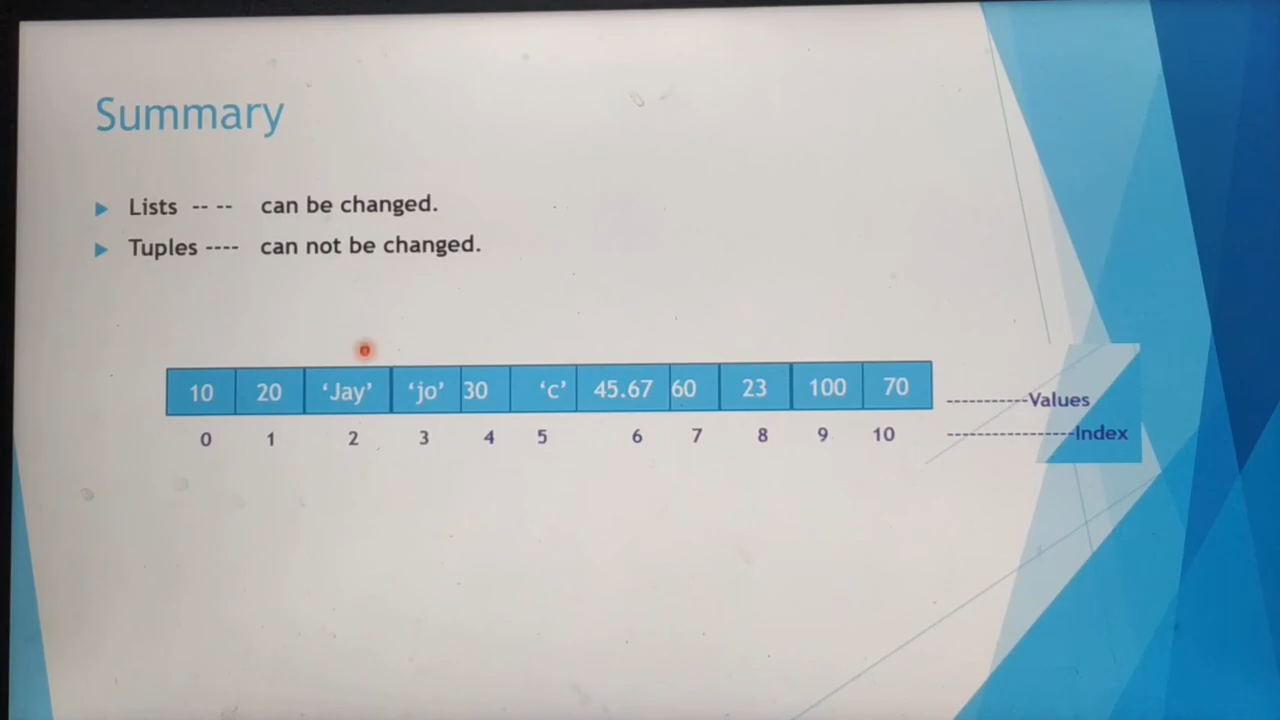 Summary
Lists -- -- can be changed.
Tuples ---- can not be changed.
10 20 ‘Jay’ ‘jo’ 30 ‘c’ 45.67 60 23 100 70 -----------Values
0 1 2 3 4 5 6 7 8 9 10 -----------------Index